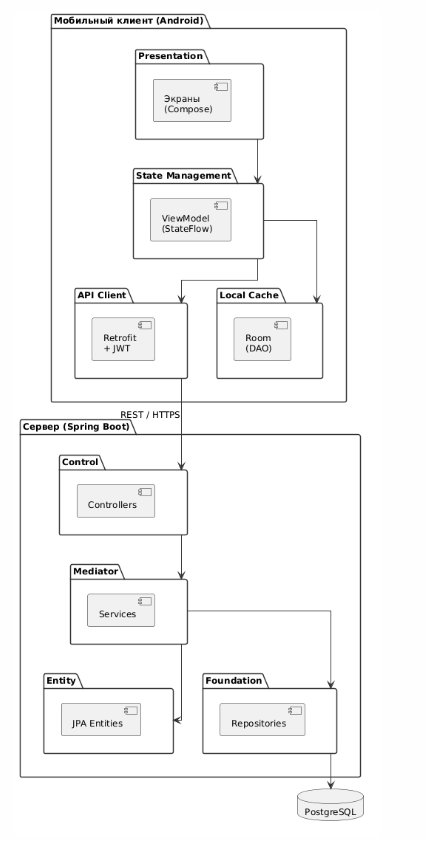 Мобильный клиент (Android)
Presentation
Экраны
(Compose)
State Management
ViewModel
(StateFlow)
API Client
Local Cache
Retrofit
+ JWT
Room
(DAO)
REST / HTTPS
Сервер (Spring Boot)
Control
Controllers
Mediator
Services
Entity
Foundation
JPA Entities
Repositories
PostgreSQL